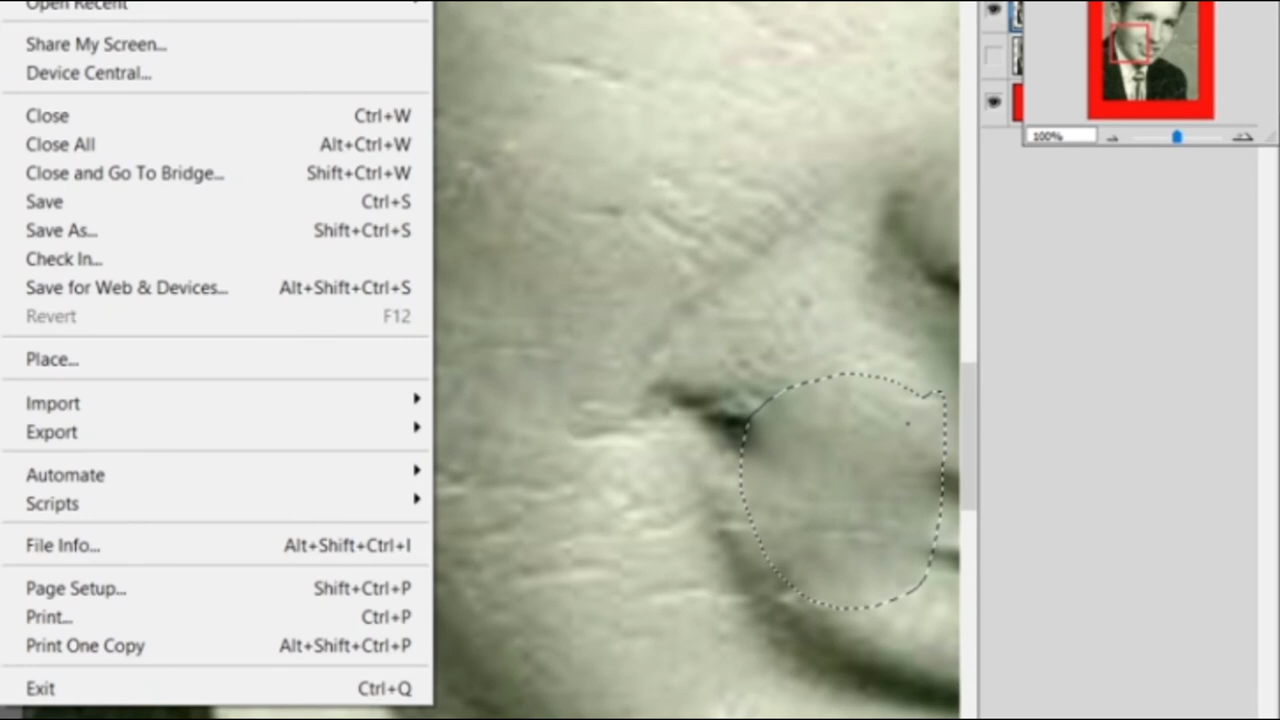 Open Recent
Share My Screen...
Device Central...
Close Ctrl+W
Close All Alt+Ctrl+W
Close and Go To Bridge... Shift+Ctrl+W
Save Ctrl+S
Save As... Shift+Ctrl+S
Check In...
Save for Web & Devices... Alt+Shift+Ctrl+S
Revert F12
Place...
Import
Export
Automate
Scripts
File Info... Alt+Shift+Ctrl+I
Page Setup... Shift+Ctrl+P
Print... Ctrl+P
Print One Copy Alt+Shift+Ctrl+P
Exit Ctrl+Q
100%